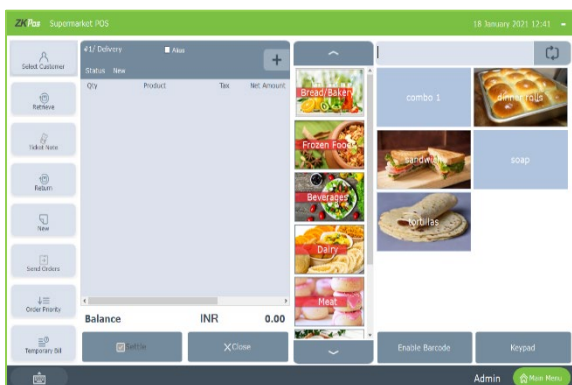 ZKPos Supermarket POS
18 January 2021 12:41
Select Customer
Retrieve
Ticket Note
Return
New
Send Orders
Order Priority
Temporary Bill
#1/ Delivery
Alias
+
Status New
Qty Product Tax Net Amount
Balance INR 0.00
Settle
X Close
Bread/Bakery
Frozen Foods
Beverages
Dairy
Meat
combo 1
dinner rolls
sandwich
soap
tortillas
Enable Barcode
Keypad
Admin
Main Menu